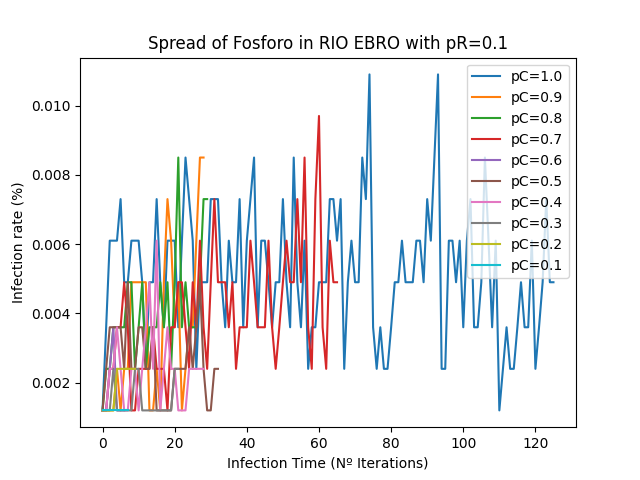 Spread of Fosforo in RIO EBRO with pR=0.1
Infection rate (%)
0.010
0.008
0.006
0.004
0.002
pC=1.0
pC=0.9
pC=0.8
pC=0.7
pC=0.6
pC=0.5
pC=0.4
pC=0.3
pC=0.2
pC=0.1
0 20 40 60 80 100 120
Infection Time (Nº Iterations)